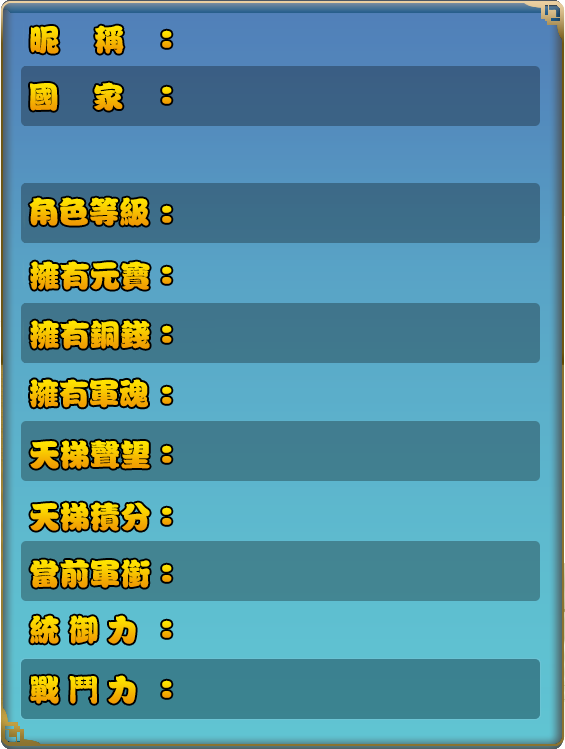 昵 稱 ：
國 家 ：
角色等級：
擁有元寶：
擁有銅錢：
擁有軍魂：
天梯聲望：
天梯積分：
當前軍銜：
統 御 力 ：
戰 鬥 力 ：